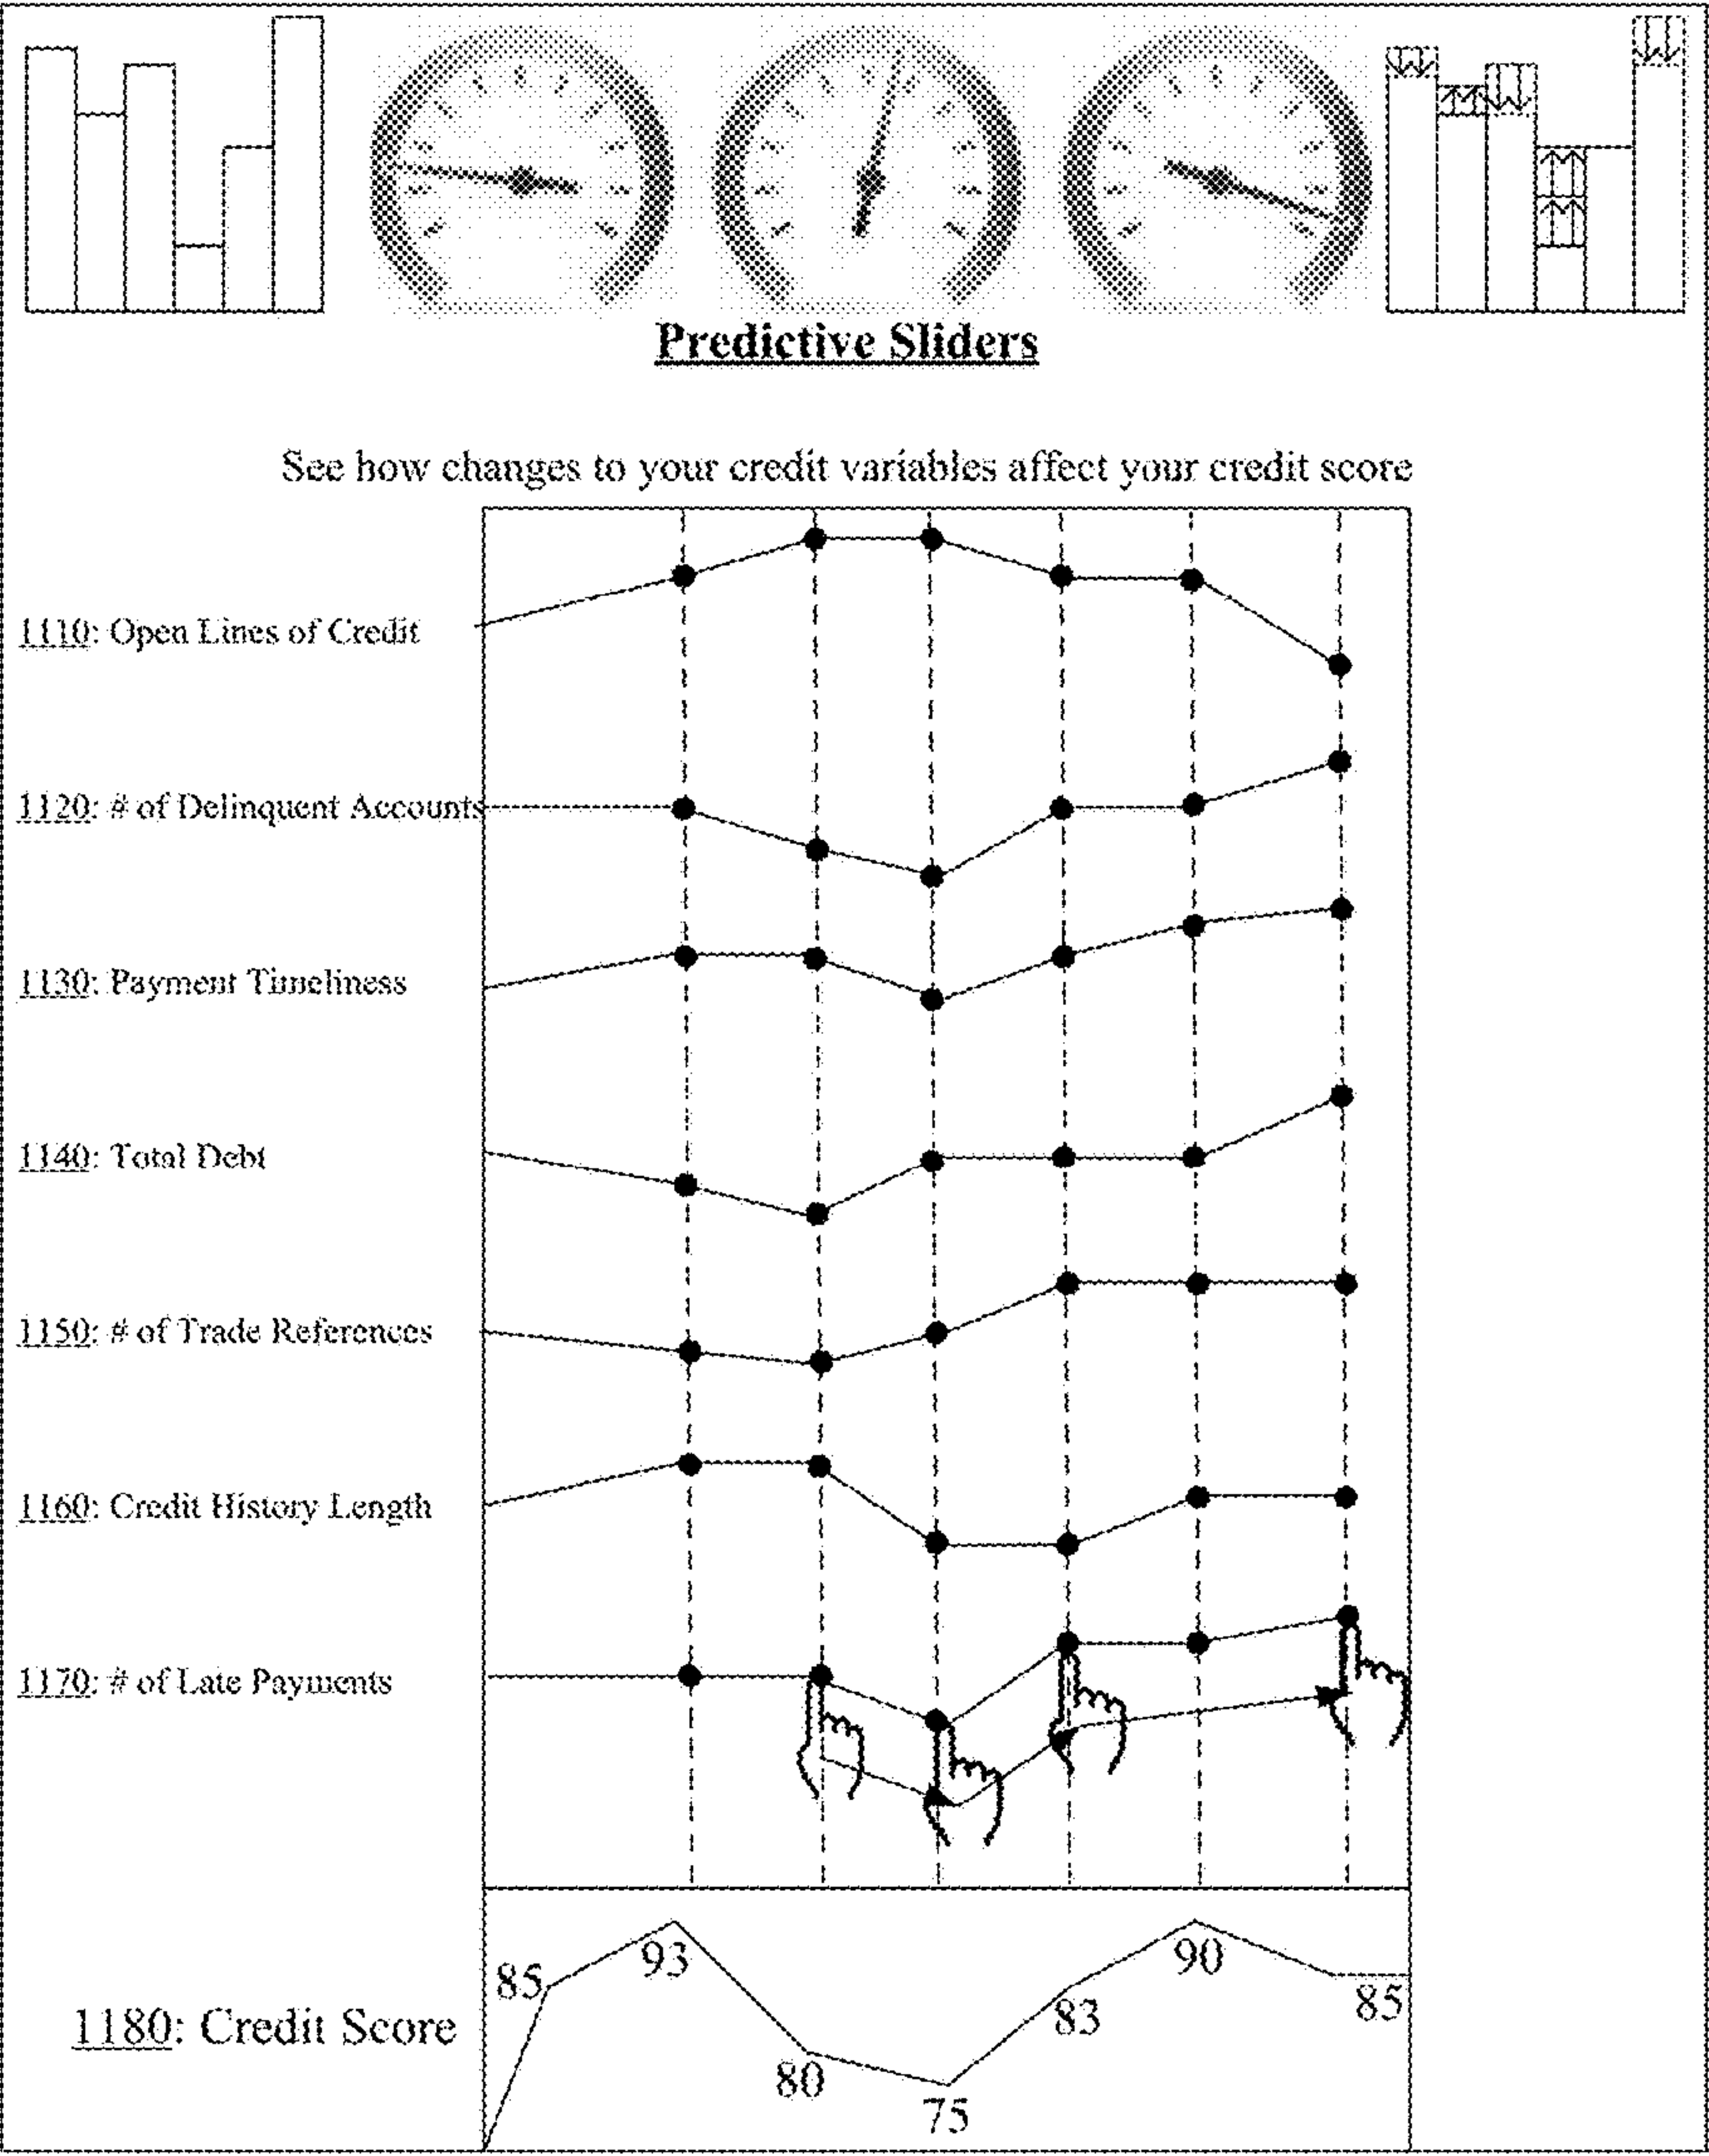 Predictive Sliders
See how changes to your credit variables affect your credit score
1110: Open Lines of Credit
1120: # of Delinquent Accounts
1130: Payment Timeliness
1140: Total Debt
1150: # of Trade References
1160: Credit History Length
1170: # of Late Payments
1180: Credit Score
85
93
80
75
83
90
85